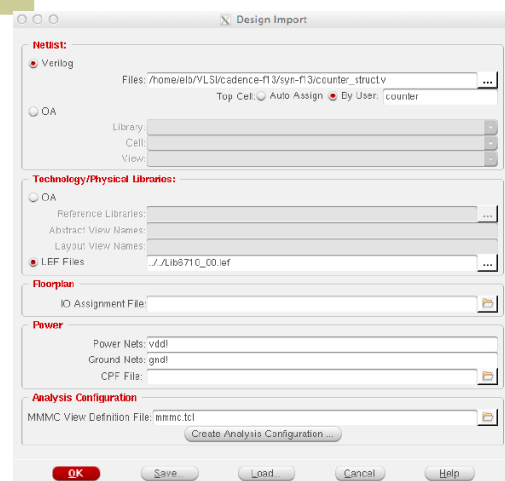 Design Import
Netlist:
Verilog
Files: /home/elb/VLSI/cadence-f13/syn-f13/counter_struct.v ...
Top Cell: Auto Assign By User: counter
OA
Library:
Cell:
View:
Technology/Physical Libraries:
OA
Reference Libraries: ...
Abstract View Names:
Layout View Names:
LEF Files ../../Lib6710_00.lef ...
Floorplan
IO Assignment File:
Power
Power Nets: vdd!
Ground Nets: gnd!
CPF File:
Analysis Configuration
MMMC View Definition File: mmmc.tcl
Create Analysis Configuration ...
OK Save... Load... Cancel Help